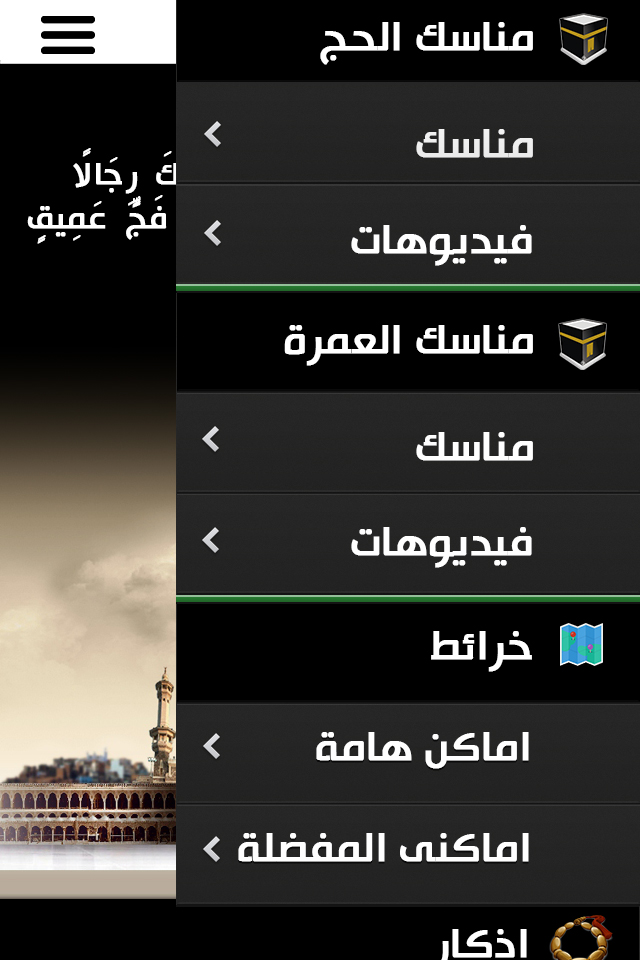 مناسك الحج
مناسك
فيديوهات
مناسك العمرة
مناسك
فيديوهات
خرائط
اماكن هامة
اماكنى المفضلة
اذكار
كَ رِجَالًا
فَجٍّ عَمِيقٍ